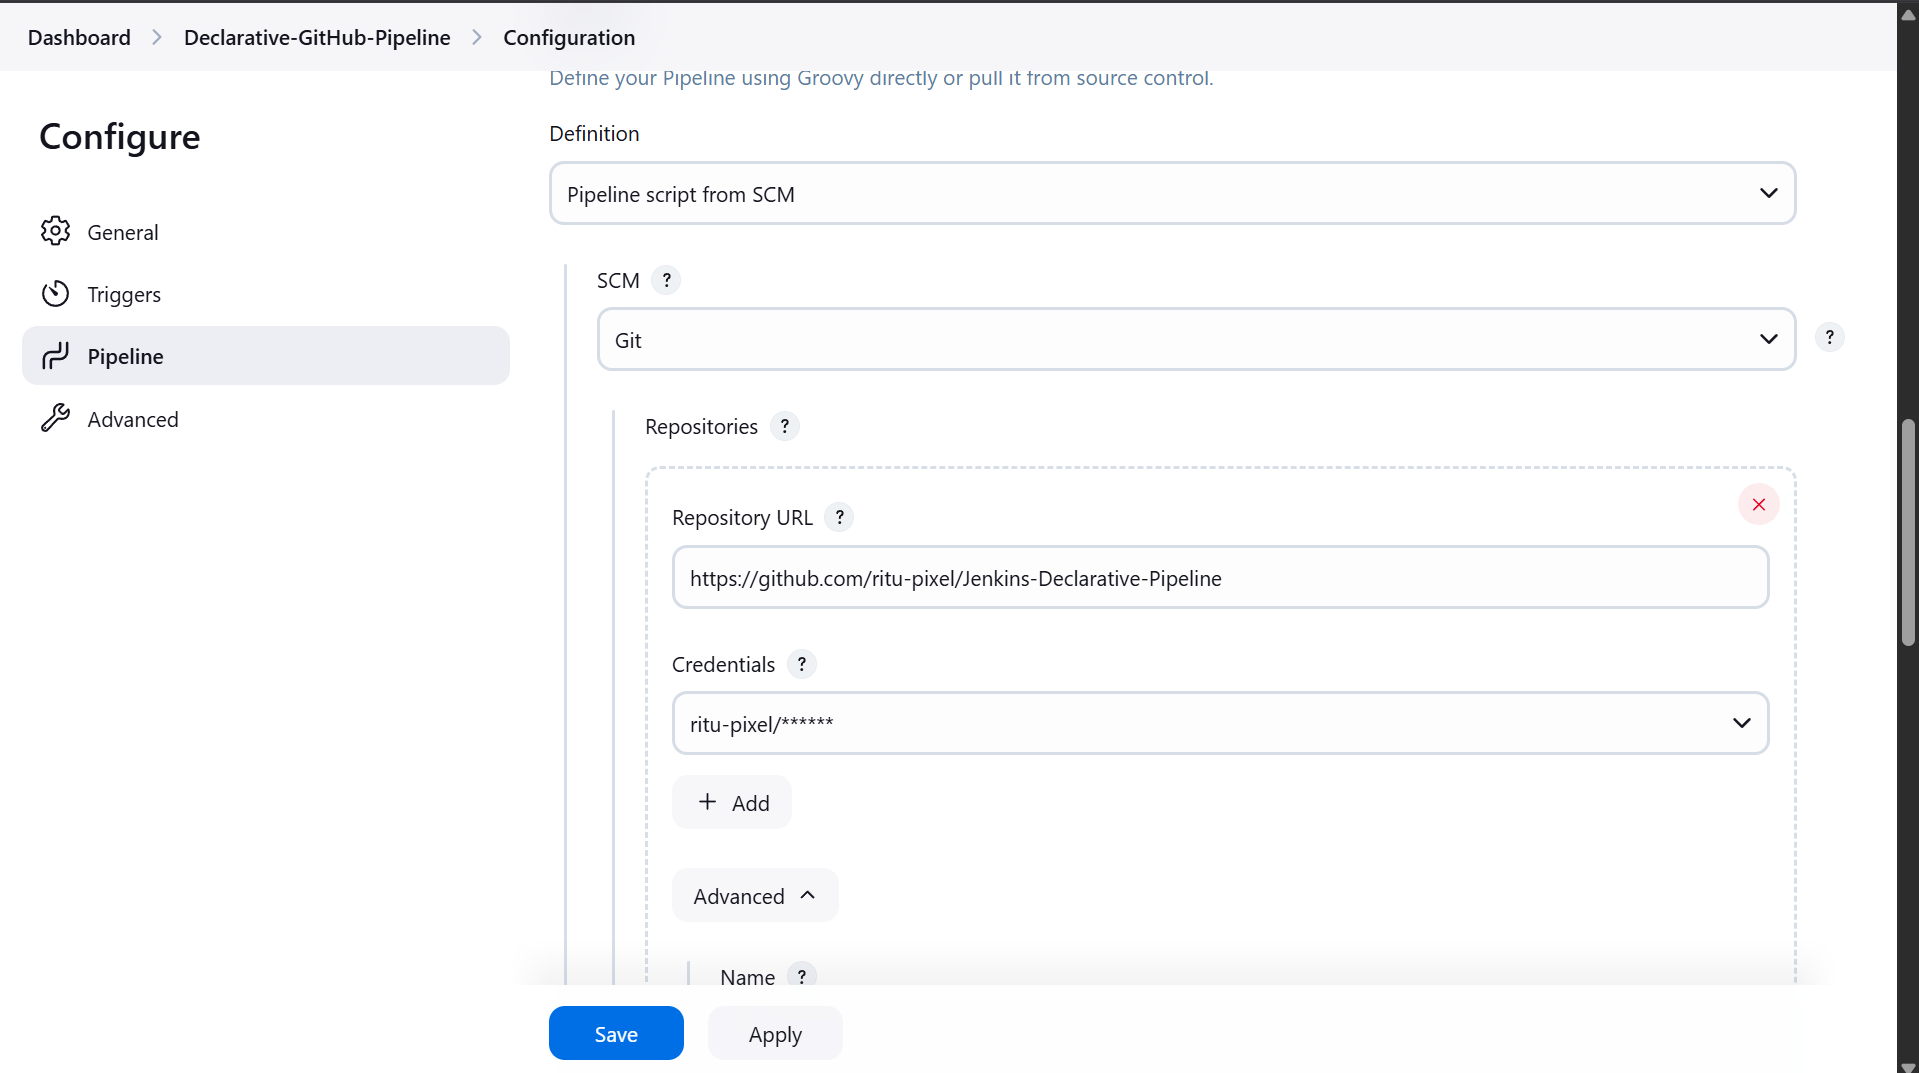 Dashboard > Declarative-GitHub-Pipeline > Configuration
Define your Pipeline using Groovy directly or pull it from source control.
Configure
General
Triggers
Pipeline
Advanced
Definition
Pipeline script from SCM
SCM ?
Git
?
Repositories ?
Repository URL ?
https://github.com/ritu-pixel/Jenkins-Declarative-Pipeline
Credentials ?
ritu-pixel/******
+ Add
Advanced
Name ?
Save
Apply